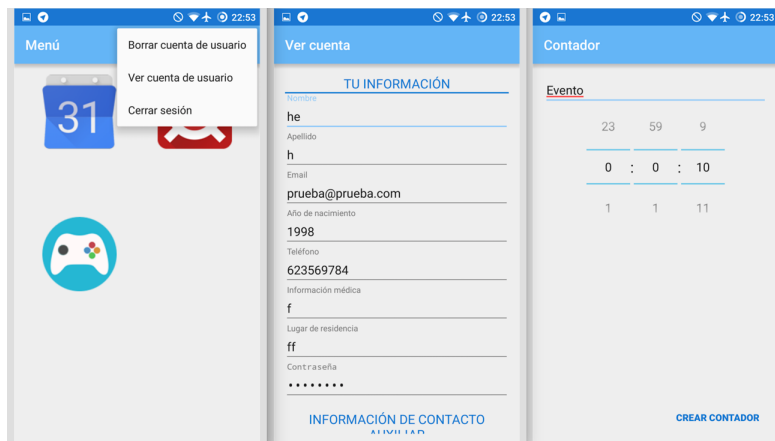 22:53
Menú
Borrar cuenta de usuario
Ver cuenta de usuario
Cerrar sesión
31
22:53
Ver cuenta
TU INFORMACIÓN
Nombre
he
Apellido
h
Email
prueba@prueba.com
Año de nacimiento
1998
Teléfono
623569784
Información médica
f
Lugar de residencia
ff
Contraseña
••••••••
INFORMACIÓN DE CONTACTO
AUXILIAR
22:53
Contador
Evento
23 59 9
0 : 0 : 10
1 1 11
CREAR CONTADOR